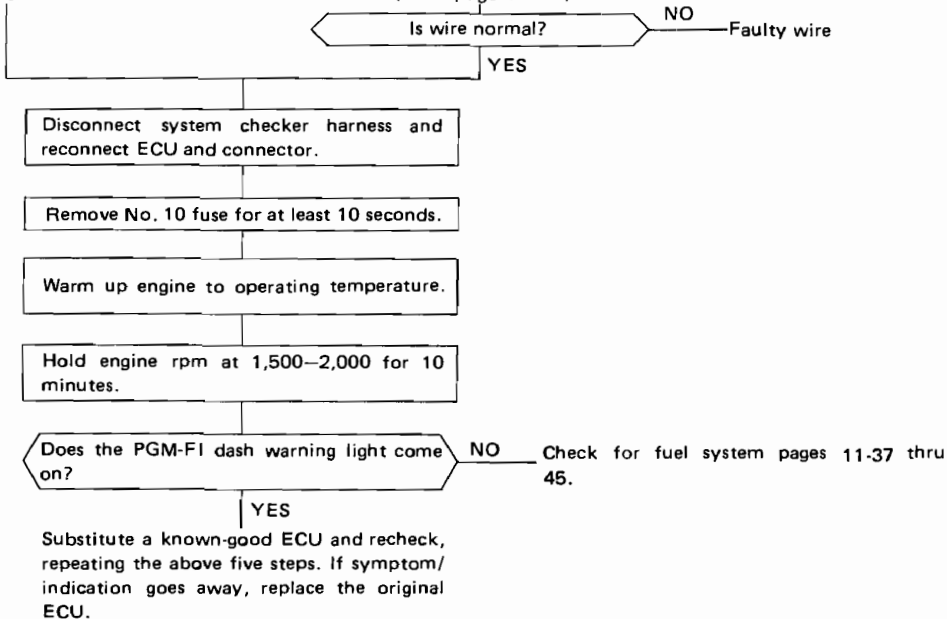 Is wire normal?
NO
Faulty wire
YES
Disconnect system checker harness and
reconnect ECU and connector.
Remove No. 10 fuse for at least 10 seconds.
Warm up engine to operating temperature.
Hold engine rpm at 1,500—2,000 for 10
minutes.
Does the PGM-FI dash warning light come
on?
NO
Check for fuel system pages 11-37 thru
45.
YES
Substitute a known-good ECU and recheck,
repeating the above five steps. If symptom/
indication goes away, replace the original
ECU.